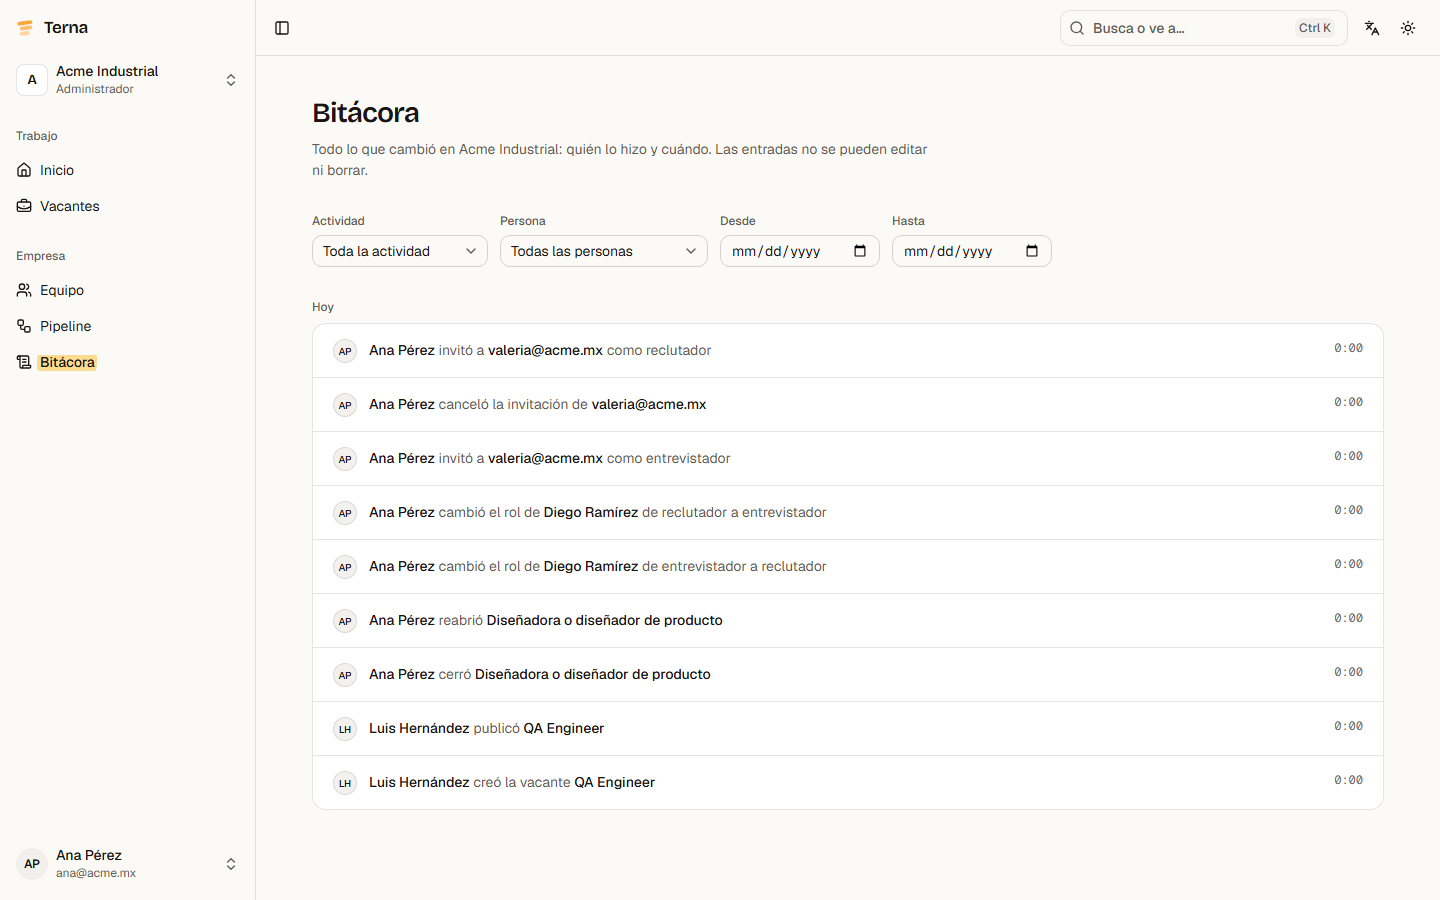 Terna
A
Acme Industrial
Administrador
Trabajo
Inicio
Vacantes
Empresa
Equipo
Pipeline
Bitácora
AP
Ana Pérez
ana@acme.mx
Busca o ve a...
Ctrl K
Bitácora
Todo lo que cambió en Acme Industrial: quién lo hizo y cuándo. Las entradas no se pueden editar
ni borrar.
Actividad
Persona
Desde
Hasta
Toda la actividad
Todas las personas
mm/dd/yyyy
mm/dd/yyyy
Hoy
AP Ana Pérez invitó a valeria@acme.mx como reclutador 0:00
AP Ana Pérez canceló la invitación de valeria@acme.mx 0:00
AP Ana Pérez invitó a valeria@acme.mx como entrevistador 0:00
AP Ana Pérez cambió el rol de Diego Ramírez de reclutador a entrevistador 0:00
AP Ana Pérez cambió el rol de Diego Ramírez de entrevistador a reclutador 0:00
AP Ana Pérez reabrió Diseñadora o diseñador de producto 0:00
AP Ana Pérez cerró Diseñadora o diseñador de producto 0:00
LH Luis Hernández publicó QA Engineer 0:00
LH Luis Hernández creó la vacante QA Engineer 0:00